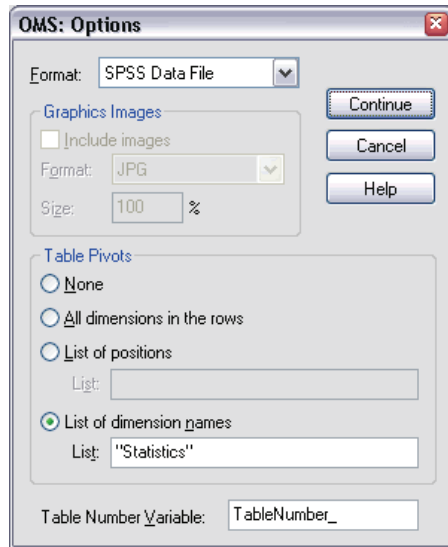 OMS: Options
Format: SPSS Data File
Continue
Graphics Images
Include images
Cancel
Format: JPG
Help
Size: 100 %
Table Pivots
None
All dimensions in the rows
List of positions
List:
List of dimension names
List: "Statistics"
Table Number Variable: TableNumber_